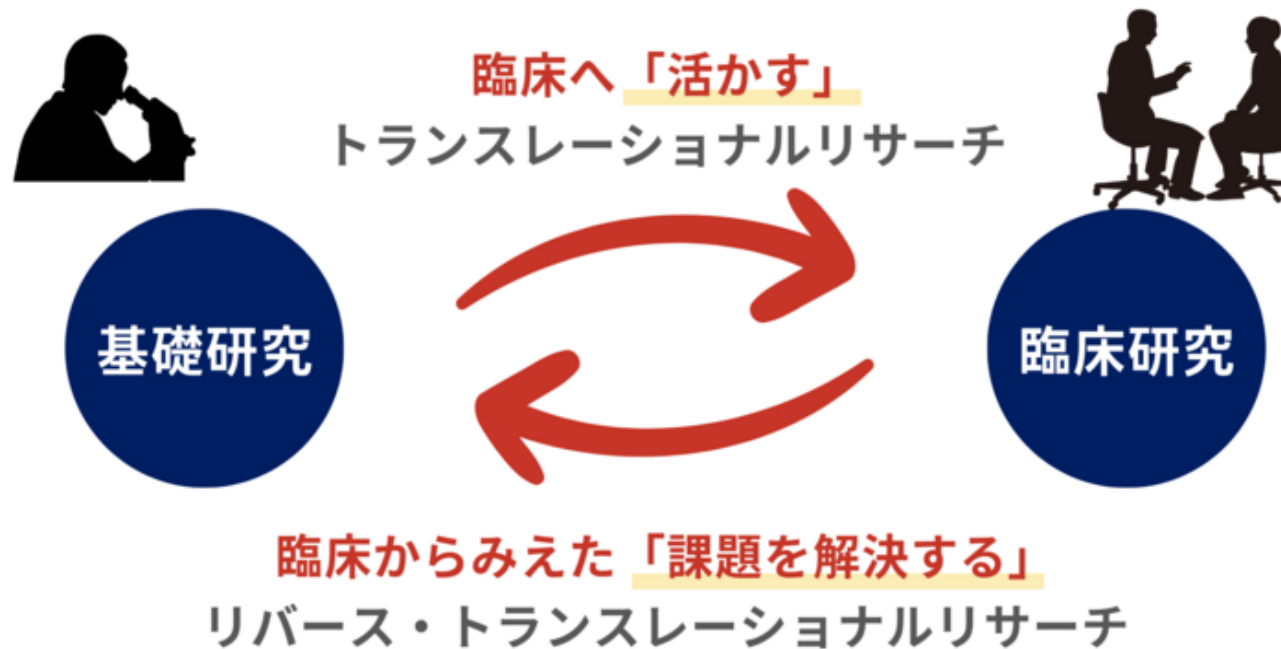 臨床へ「活かす」
トランスレーショナルリサーチ
基礎研究
臨床研究
臨床からみえた「課題を解決する」
リバース・トランスレーショナルリサーチ